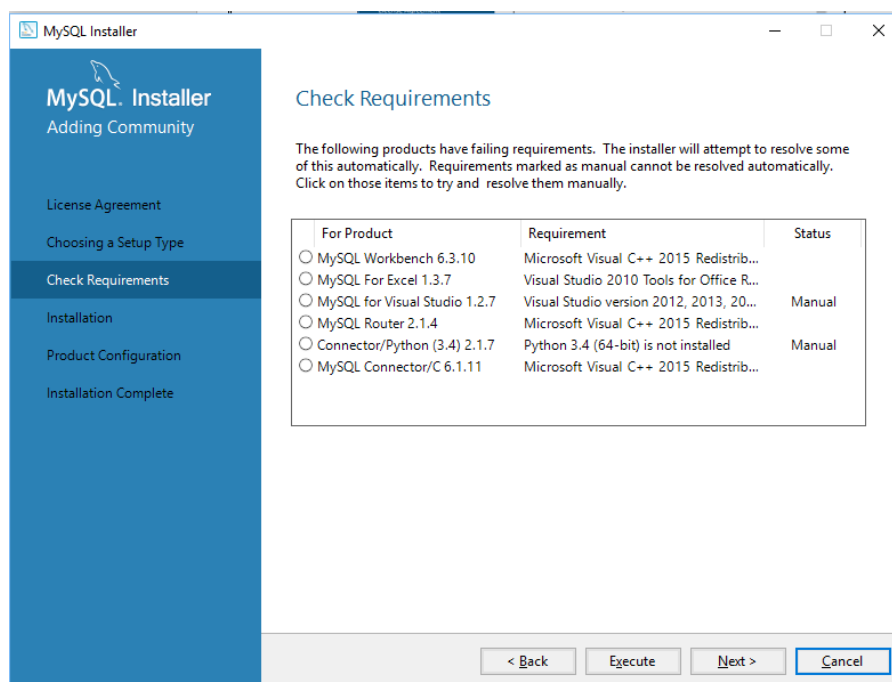 MySQL Installer
MySQL. Installer
Adding Community
License Agreement
Choosing a Setup Type
Check Requirements
Installation
Product Configuration
Installation Complete
Check Requirements
The following products have failing requirements. The installer will attempt to resolve some
of this automatically. Requirements marked as manual cannot be resolved automatically.
Click on those items to try and resolve them manually.
For Product Requirement Status
MySQL Workbench 6.3.10 Microsoft Visual C++ 2015 Redistrib...
MySQL For Excel 1.3.7 Visual Studio 2010 Tools for Office R...
MySQL for Visual Studio 1.2.7 Visual Studio version 2012, 2013, 20... Manual
MySQL Router 2.1.4 Microsoft Visual C++ 2015 Redistrib...
Connector/Python (3.4) 2.1.7 Python 3.4 (64-bit) is not installed Manual
MySQL Connector/C 6.1.11 Microsoft Visual C++ 2015 Redistrib...
< Back Execute Next > Cancel